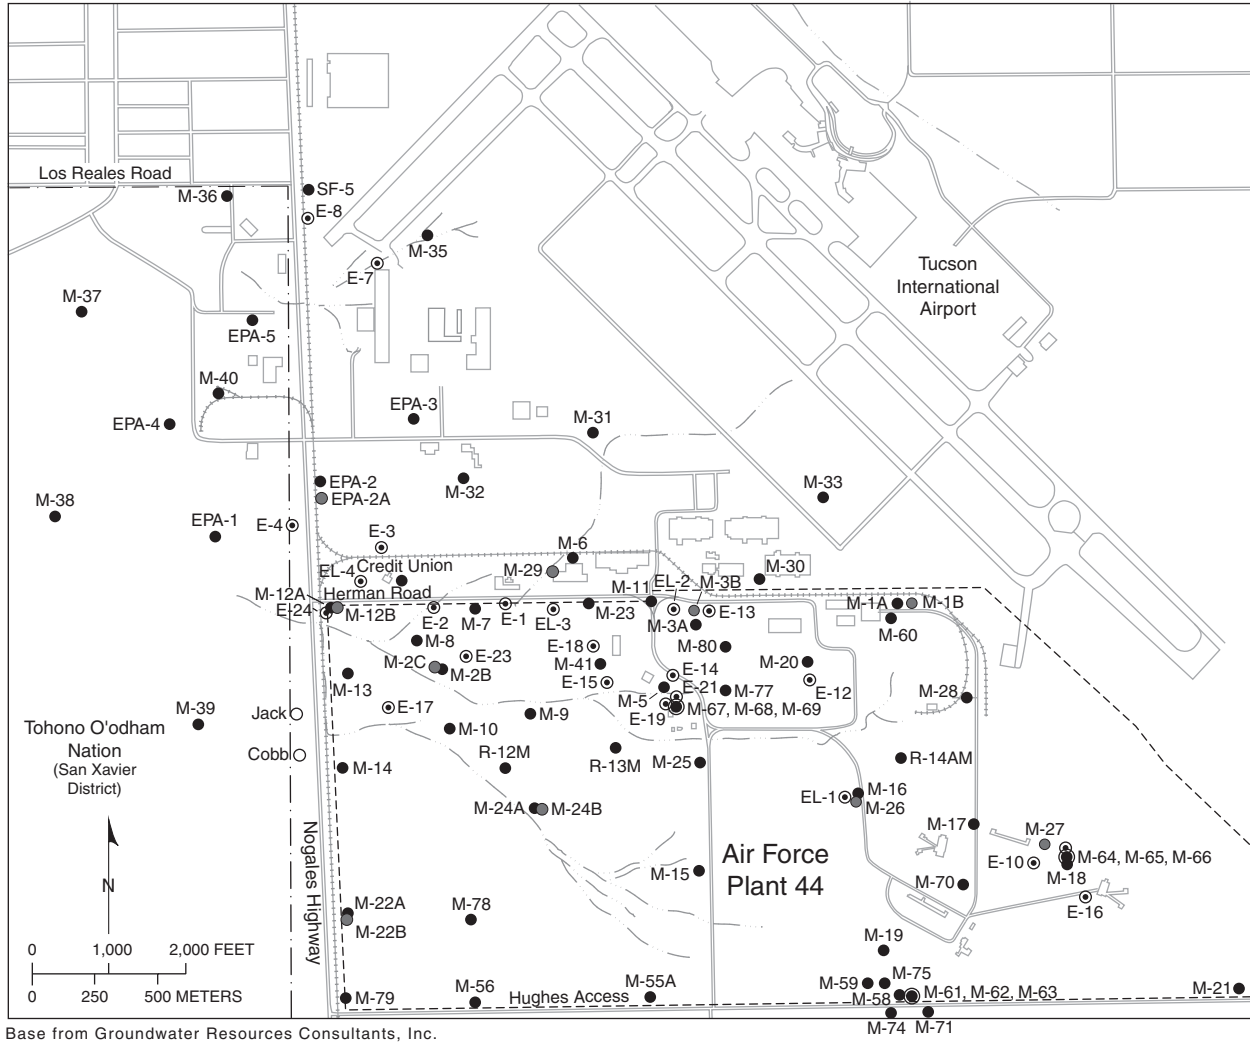 Los Reales Road
M-36
SF-5
E-8
M-35
E-7
Tucson
International
Airport
M-37
EPA-5
M-40
EPA-3
EPA-4
M-31
EPA-2
EPA-2A
M-32
M-33
M-38
EPA-1
E-4
E-3
M-6
M-29
EL-4
Credit Union
M-30
M-12A
Herman Road
M-11
EL-2
M-3B
E-24
M-12B
E-2
M-7
E-1
EL-3
M-23
M-3A
E-13
M-1A
M-1B
M-60
M-8
E-18
M-80
M-2C
E-23
M-2B
M-41
E-14
M-20
M-13
E-15
E-21
M-77
E-12
M-5
M-28
E-17
M-39
Jack
M-9
E-19
M-67, M-68, M-69
Tohono O'odham
Nation
(San Xavier
District)
M-10
Cobb
R-12M
R-13M
M-25
R-14AM
M-14
EL-1
M-16
M-26
M-24A
M-24B
M-17
M-27
Nogales Highway
Air Force
Plant 44
M-64, M-65, M-66
E-10
M-18
M-15
M-70
N
E-16
M-22A
M-22B
M-78
0 1,000 2,000 FEET
M-19
0 250 500 METERS
M-59
M-75
M-79
M-56
Hughes Access
M-55A
M-58
M-61, M-62, M-63
M-21
M-74
M-71
Base from Groundwater Resources Consultants, Inc.